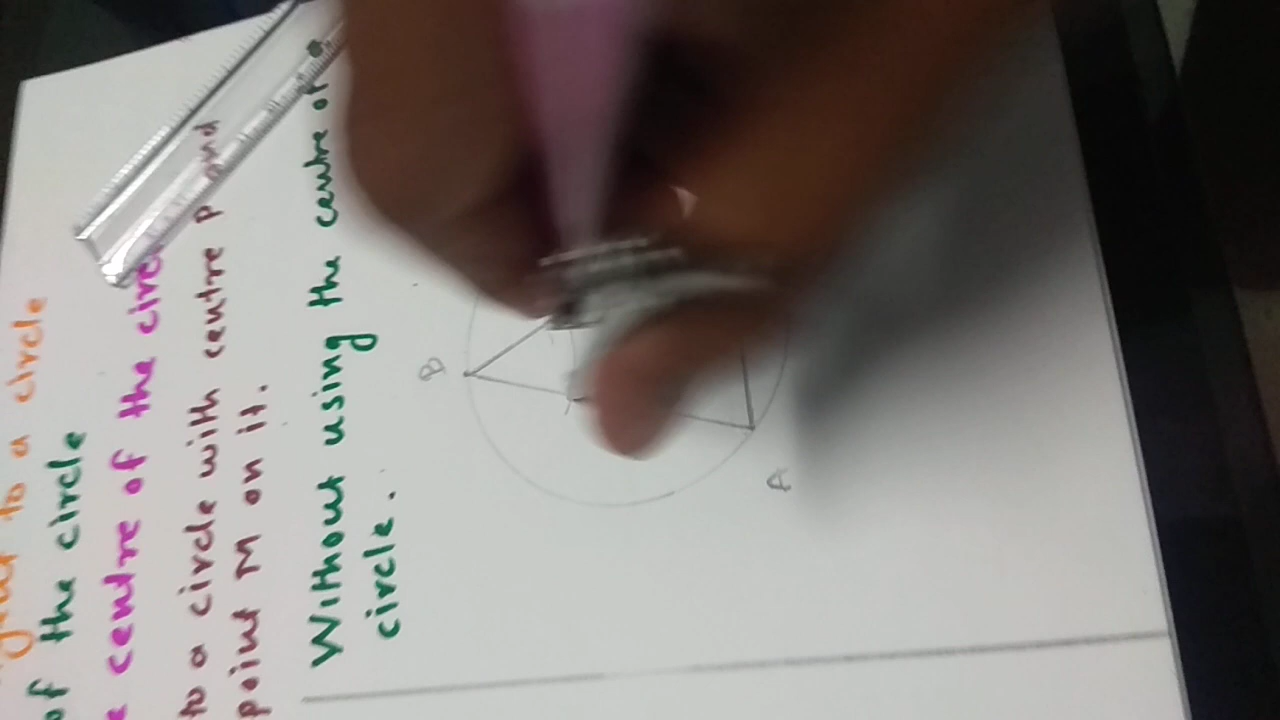 to a circle
of the circle
centre of the circ
to a circle with centre P and
point M on it.
Without using the centre of
circle.
B
A